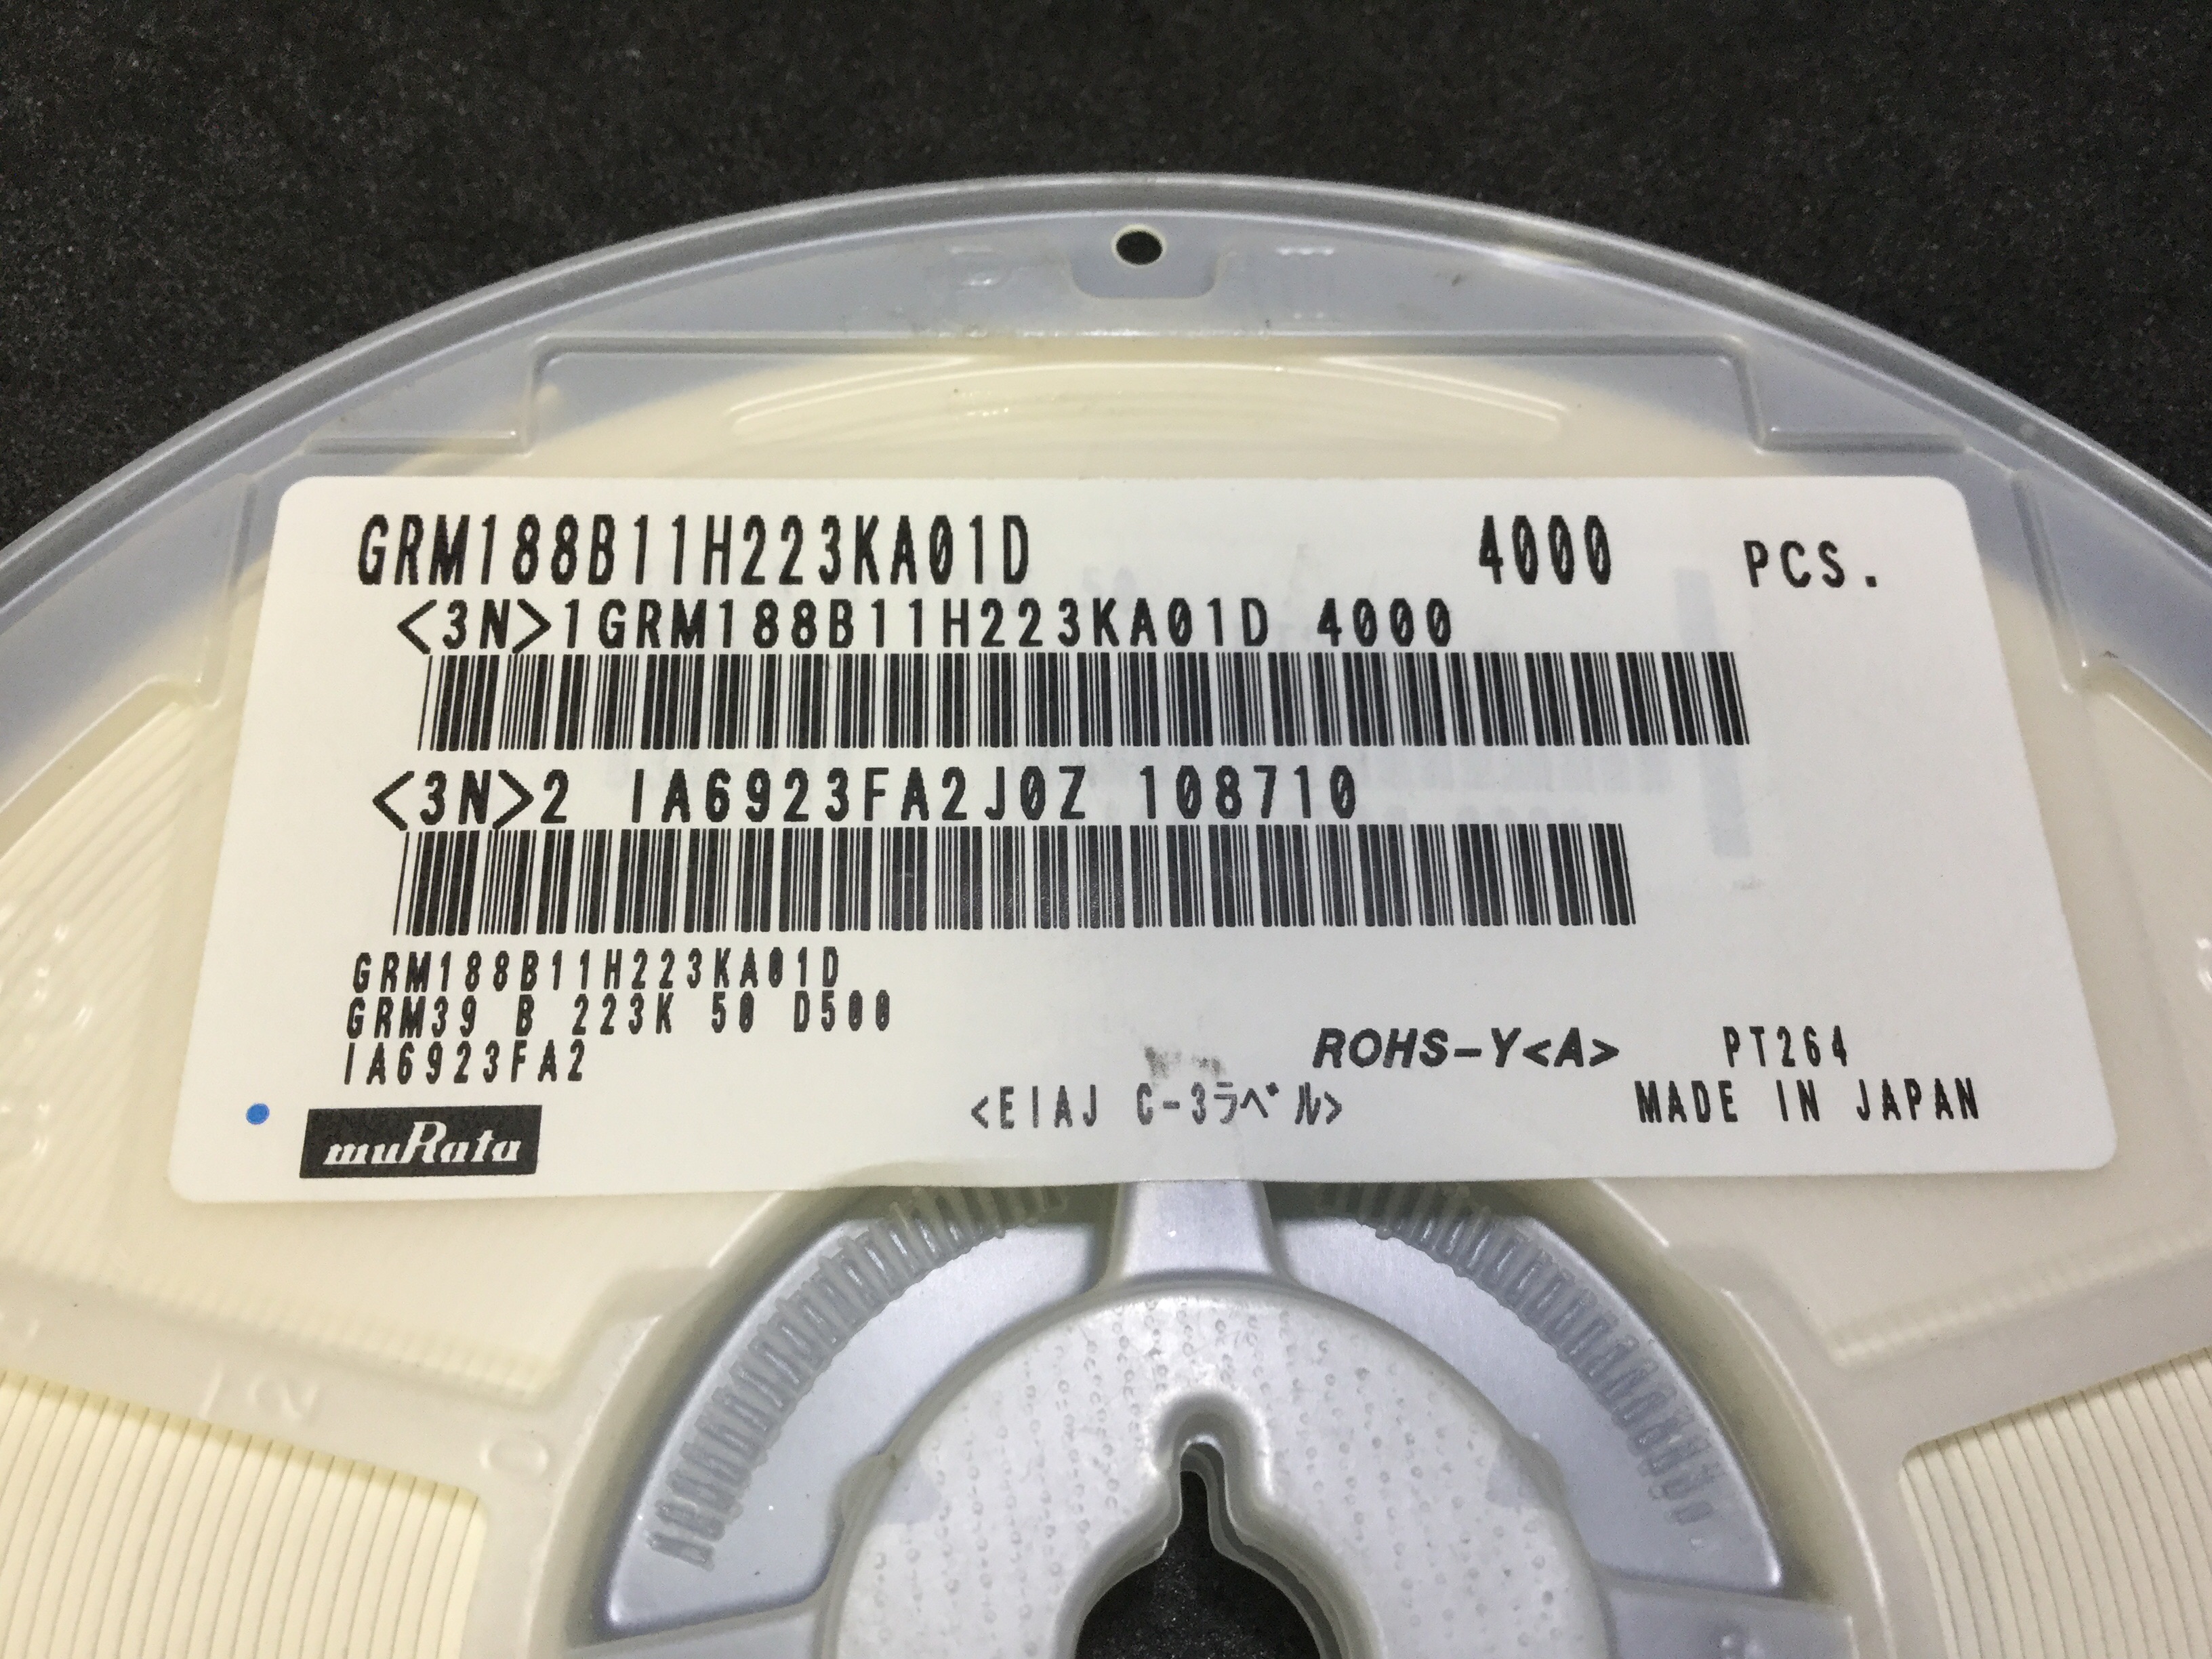 GRM188B11H223KA01D 4000 PCS.
<3N>1GRM188B11H223KA01D 4000
<3N>2 IA6923FA2J0Z 108710
GRM188B11H223KA01D
GRM39 B 223K 50 D500
IA6923FA2
ROHS-Y<A> PT264
<EIAJ C-3ラベル> MADE IN JAPAN
muRata